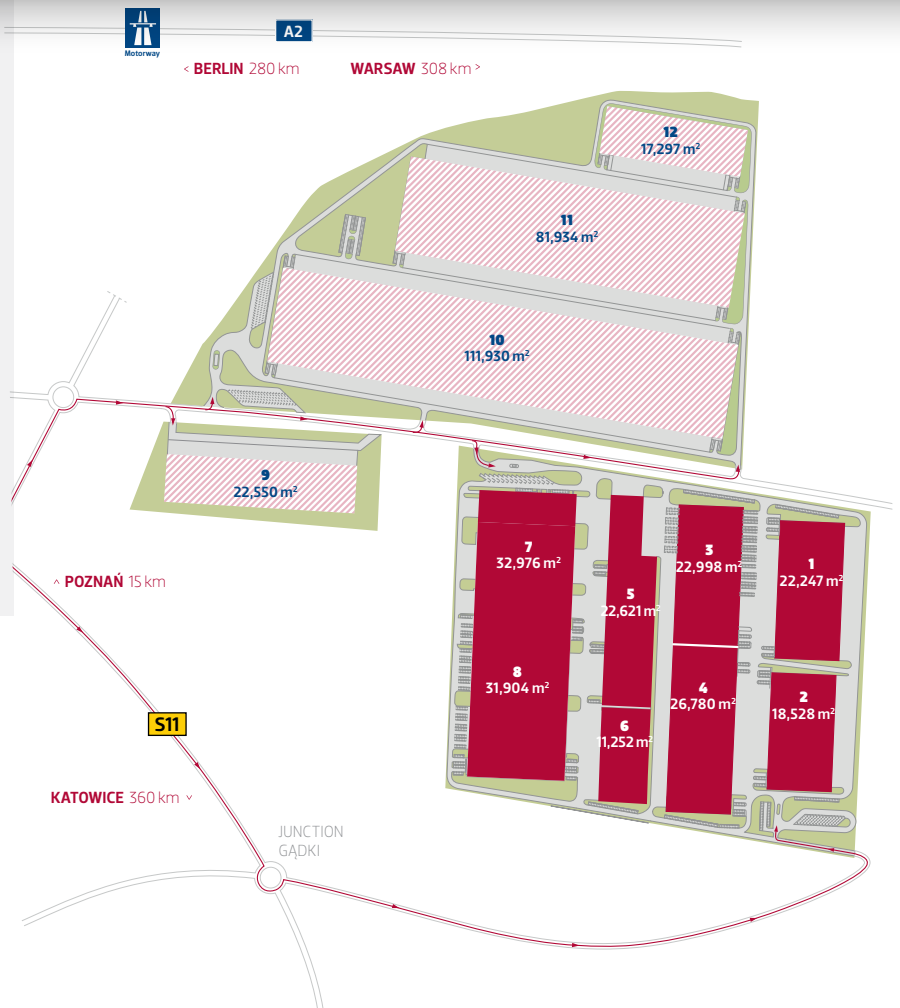 A2
Motorway
< BERLIN 280 km
WARSAW 308 km >
12
17,297 m²
11
81,934 m²
10
111,930 m²
9
22,550 m²
7
32,976 m²
3
22,998 m²
1
22,247 m²
5
22,621 m²
^ POZNAŃ 15 km
8
31,904 m²
4
26,780 m²
2
18,528 m²
6
11,252 m²
S11
KATOWICE 360 km ˅
JUNCTION
GĄDKI